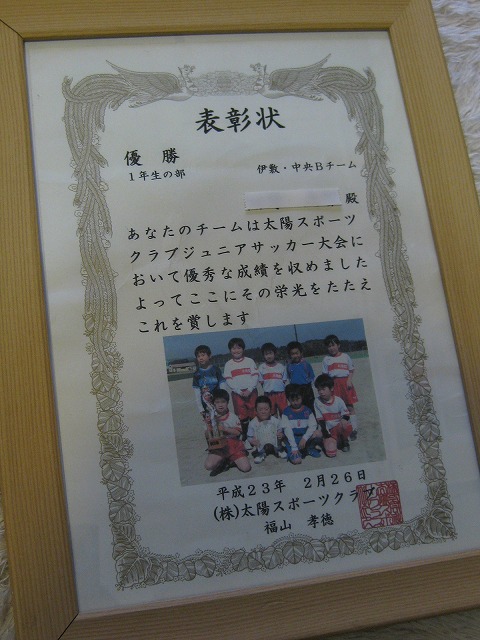 表彰状
優勝
1年生の部
伊敷・中央Bチーム
殿
あなたのチームは太陽スポーツ
クラブジュニアサッカー大会に
おいて優秀な成績を収めました
よってここにその栄光をたたえ
これを賞します
平成23年 2月26日
(株)太陽スポーツクラブ
福山 孝徳